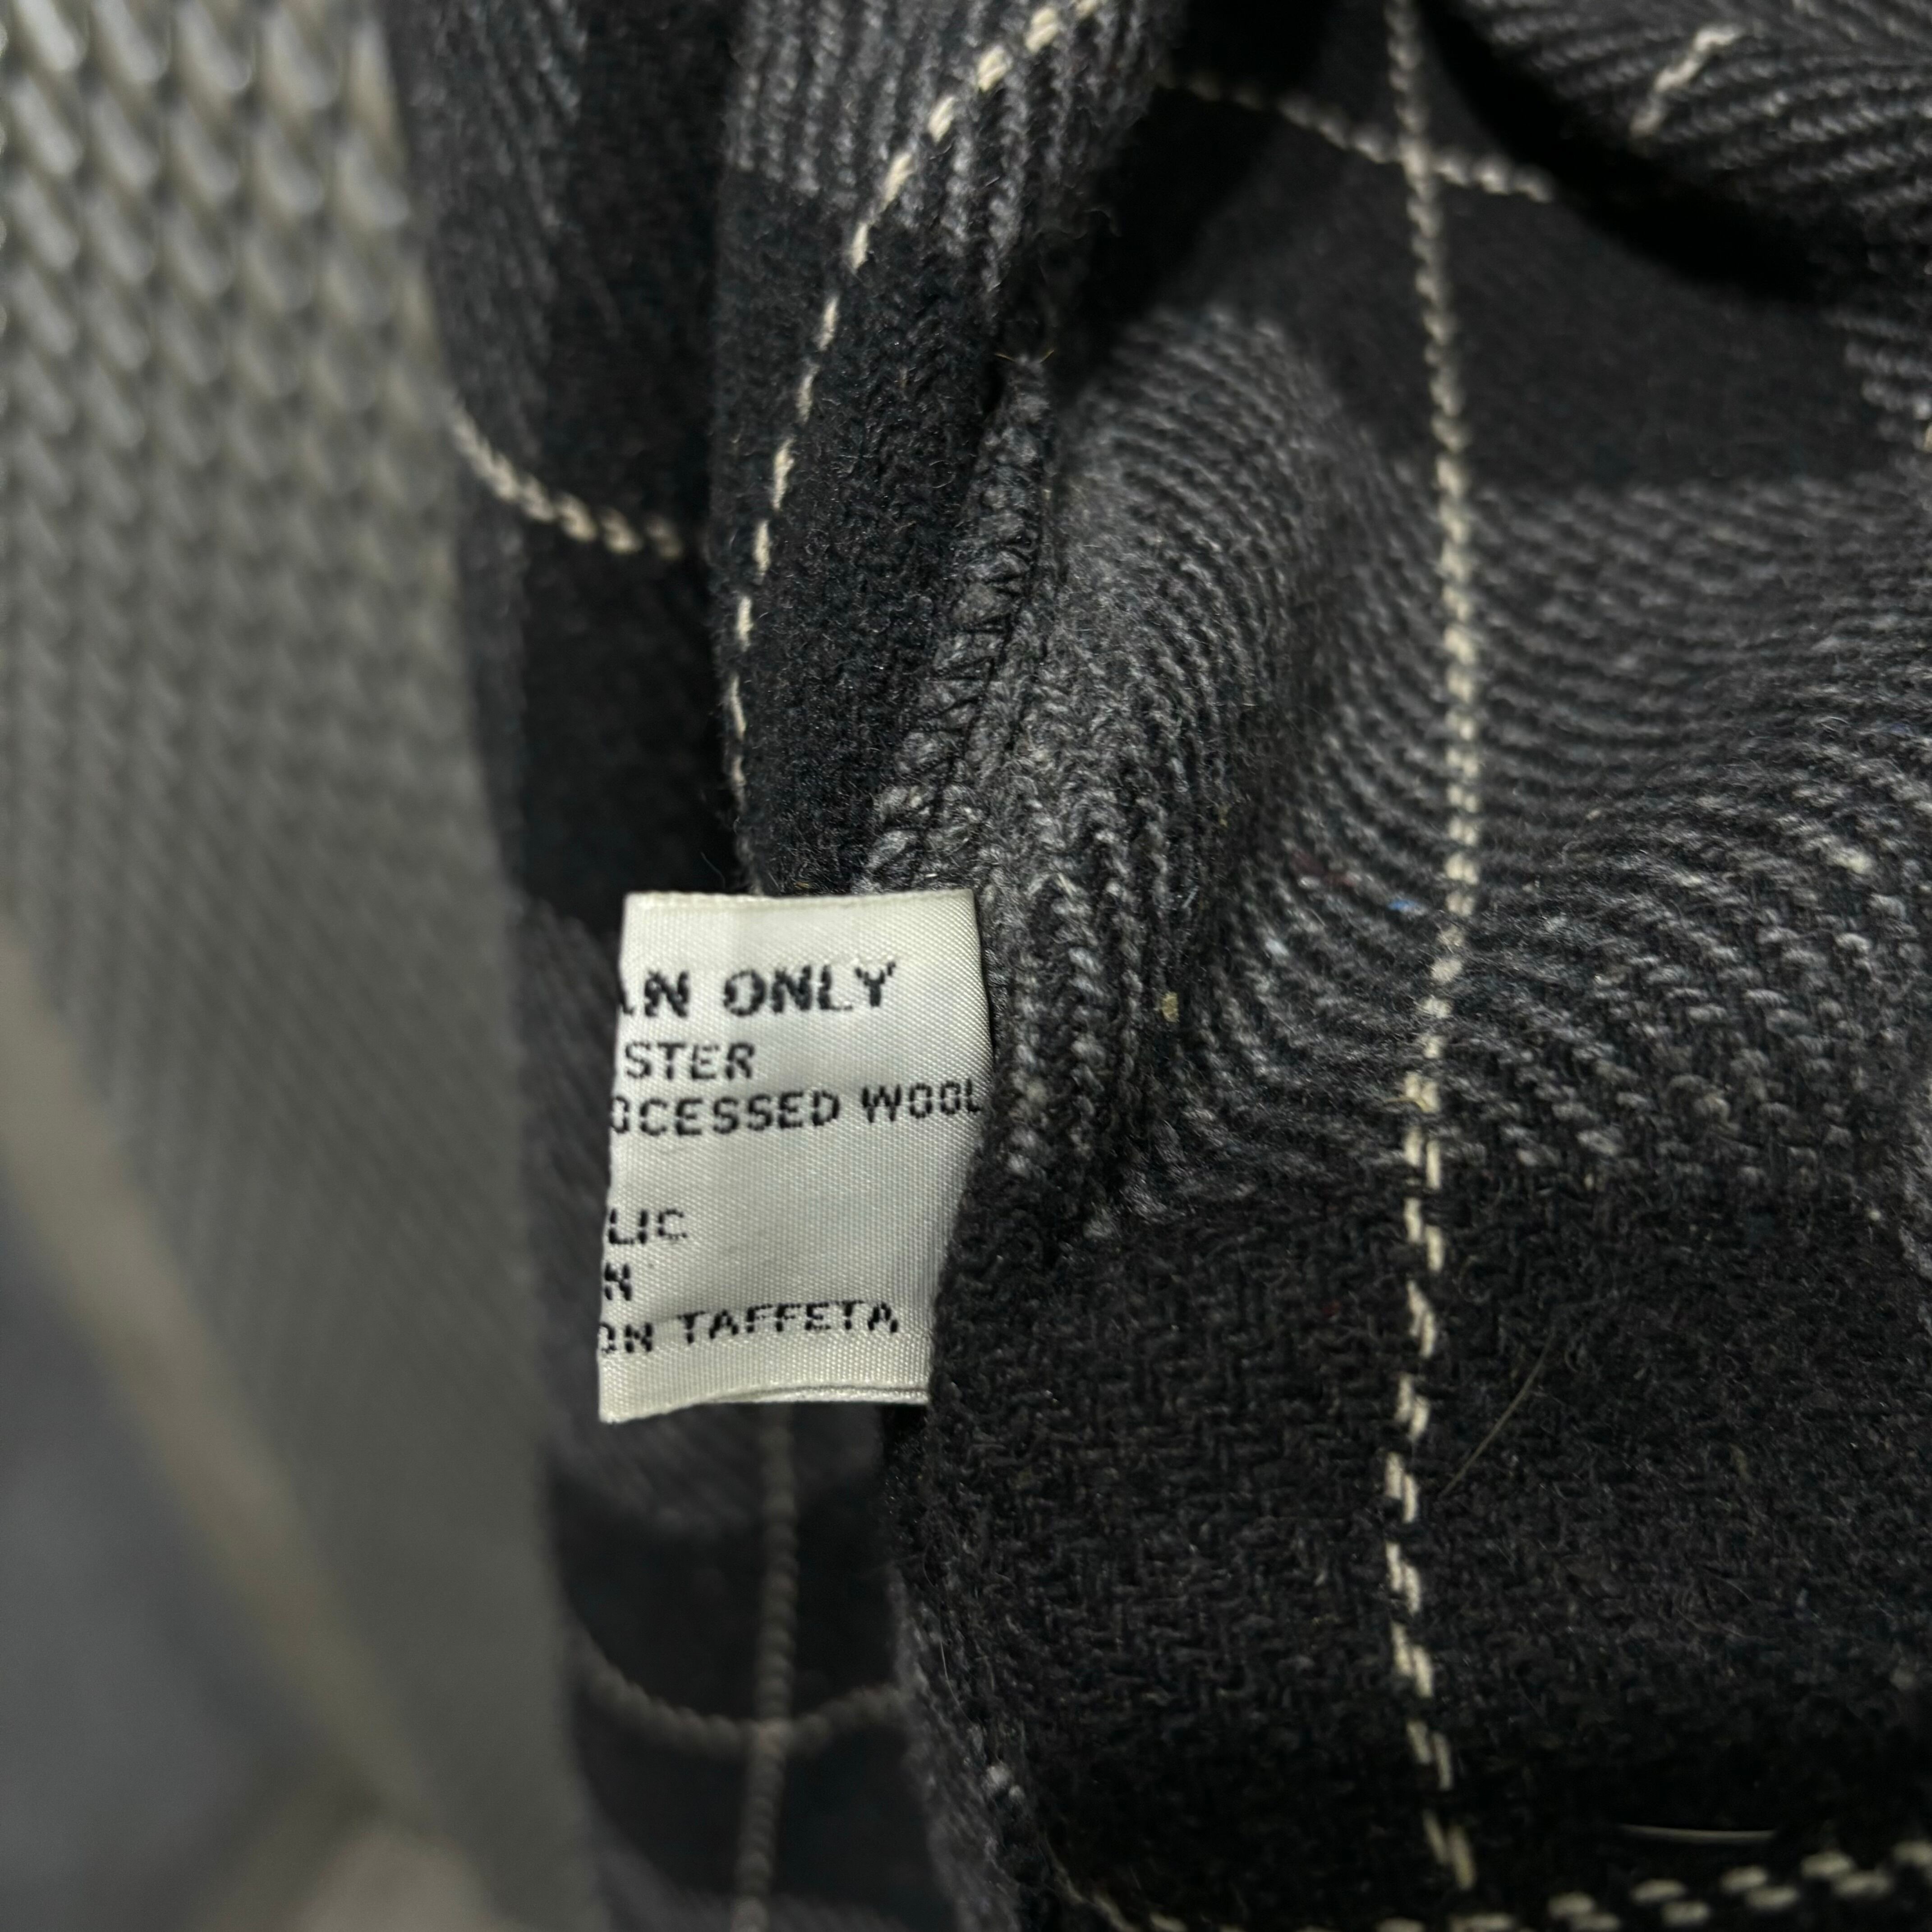 AN ONLY
STER
OCESSED WOOL
LIC
N
ON TAFFETA